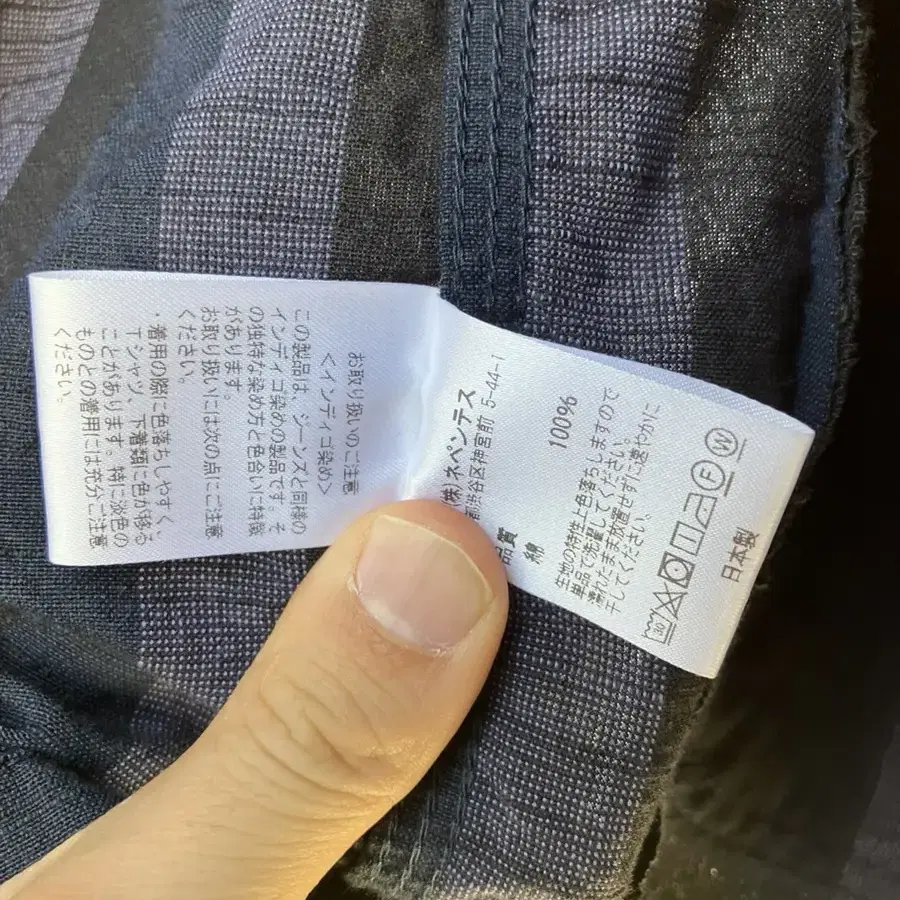 お取り扱いのご注意
<インディゴ染め>
この製品は、ジーンズと同様の
インディゴ染めの製品です。そ
の独特な染め方と色合いに特徴
があります。
お取り扱いには次の点にご注意
ください。
・着用の際に色落ちしやすく、
Tシャツ、下着類に色が移る
ことがあります。特に淡色の
ものとの着用には充分ご注意
ください。
(株)ネペンテス
渋谷区神宮前 5-44-1
品質
綿 100%
生地の特性上色落ちしますので
単品で洗濯してください。
濡れたまま放置せずに速やかに
干してください。
30 F W
日本製